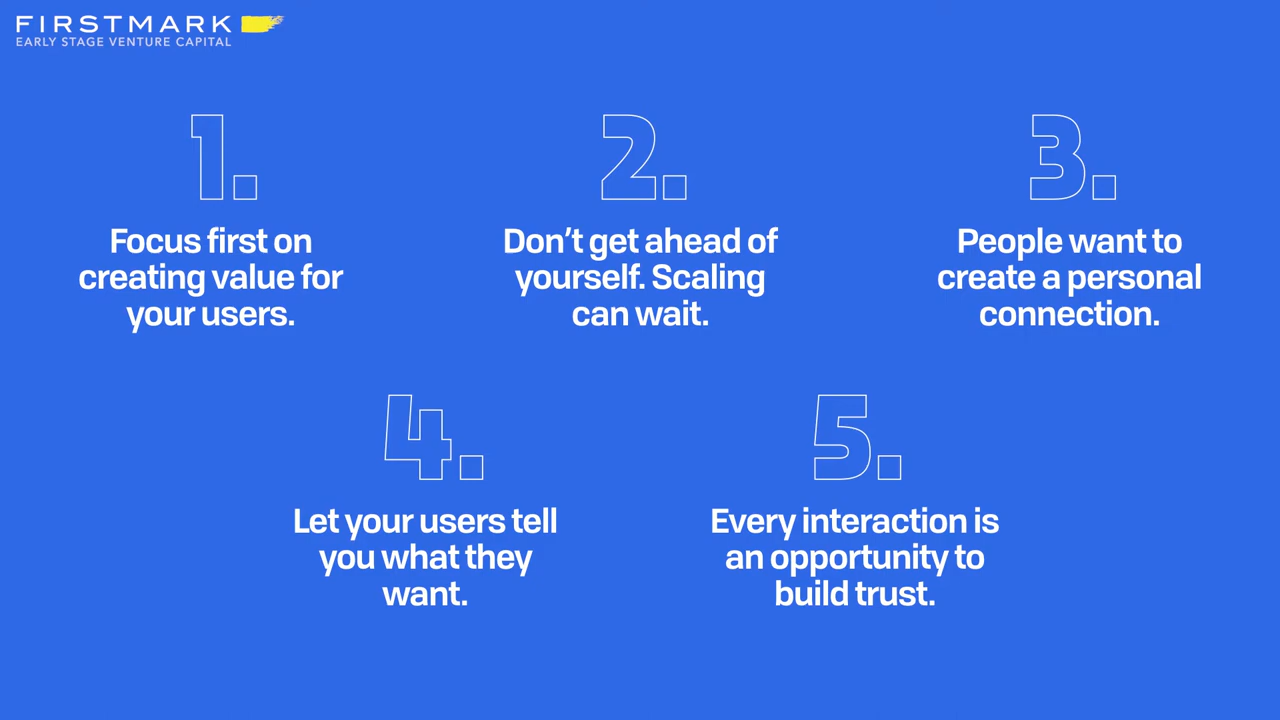 FIRSTMARK
EARLY STAGE VENTURE CAPITAL
1.
Focus first on
creating value for
your users.
2.
Don’t get ahead of
yourself. Scaling
can wait.
3.
People want to
create a personal
connection.
4.
Let your users tell
you what they
want.
5.
Every interaction is
an opportunity to
build trust.